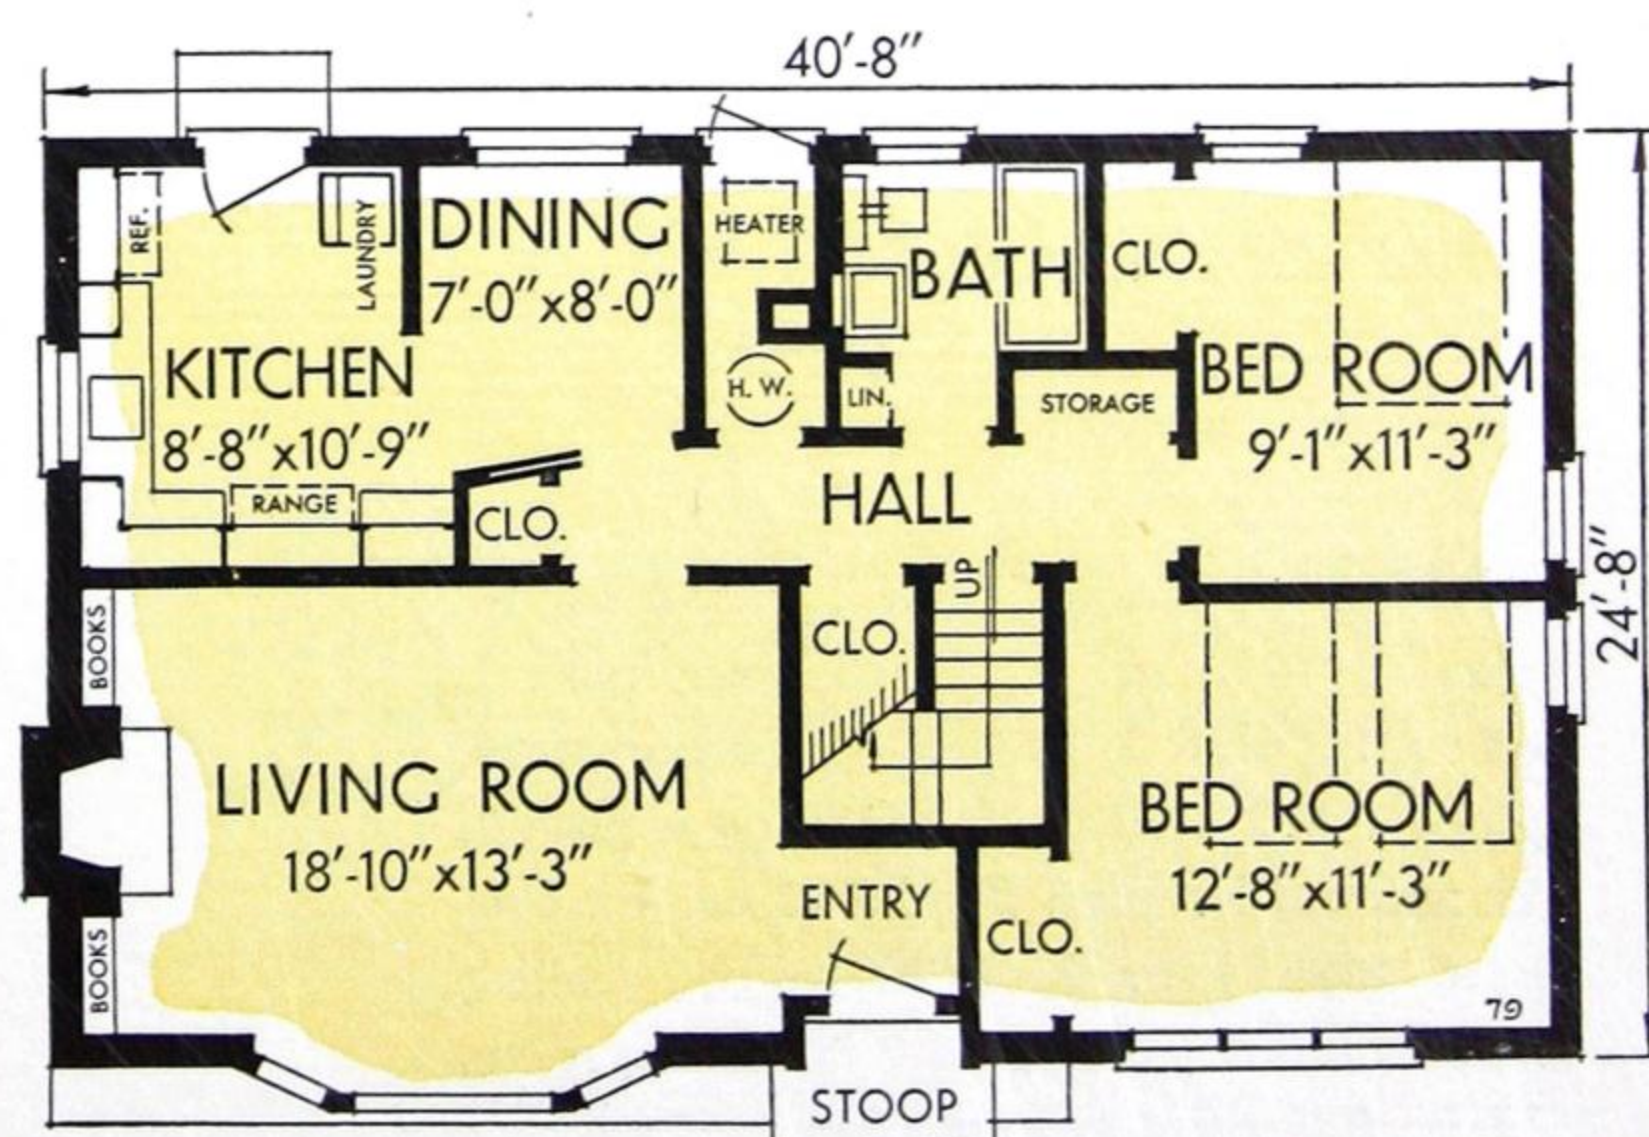 40'-8"
REF.
LAUNDRY
DINING
7'-0"x8'-0"
HEATER
BATH
CLO.
KITCHEN
8'-8"x10'-9"
H. W.
LIN.
STORAGE
BED ROOM
9'-1"x11'-3"
RANGE
CLO.
HALL
UP
24'-8"
BOOKS
CLO.
LIVING ROOM
18'-10"x13'-3"
BED ROOM
12'-8"x11'-3"
ENTRY
CLO.
BOOKS
79
STOOP